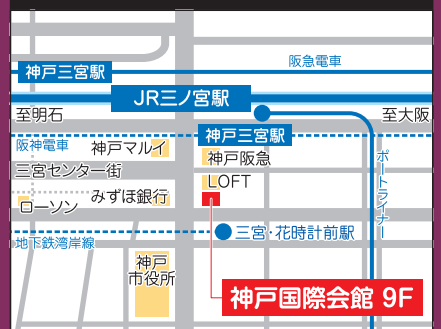 阪急電車
神戸三宮駅
JR三ノ宮駅
至明石
至大阪
神戸三宮駅
阪神電車
神戸マルイ
神戸阪急
三宮センター街
ポートライナー
LOFT
みずほ銀行
ローソン
三宮・花時計前駅
地下鉄湾岸線
神戸
市役所
神戸国際会館 9F